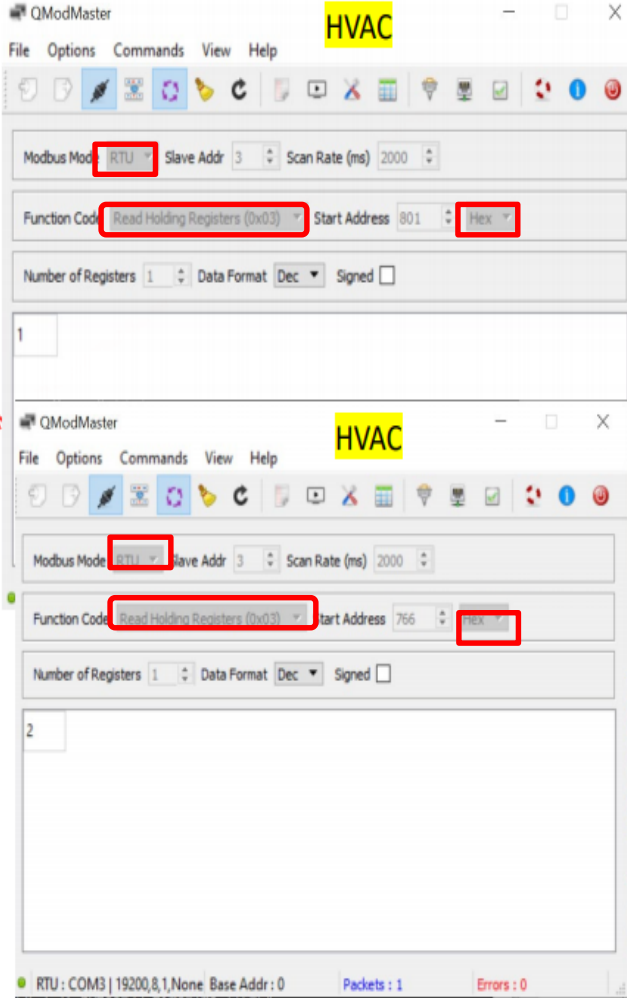 QModMaster
HVAC
File Options Commands View Help
Modbus Mode RTU Slave Addr 3 Scan Rate (ms) 2000
Function Code Read Holding Registers (0x03) Start Address 801 Hex
Number of Registers 1 Data Format Dec Signed
1
QModMaster
HVAC
File Options Commands View Help
Modbus Mode RTU Slave Addr 3 Scan Rate (ms) 2000
Function Code Read Holding Registers (0x03) Start Address 766 Hex
Number of Registers 1 Data Format Dec Signed
2
RTU : COM3 | 19200,8,1,None Base Addr : 0 Packets : 1 Errors : 0